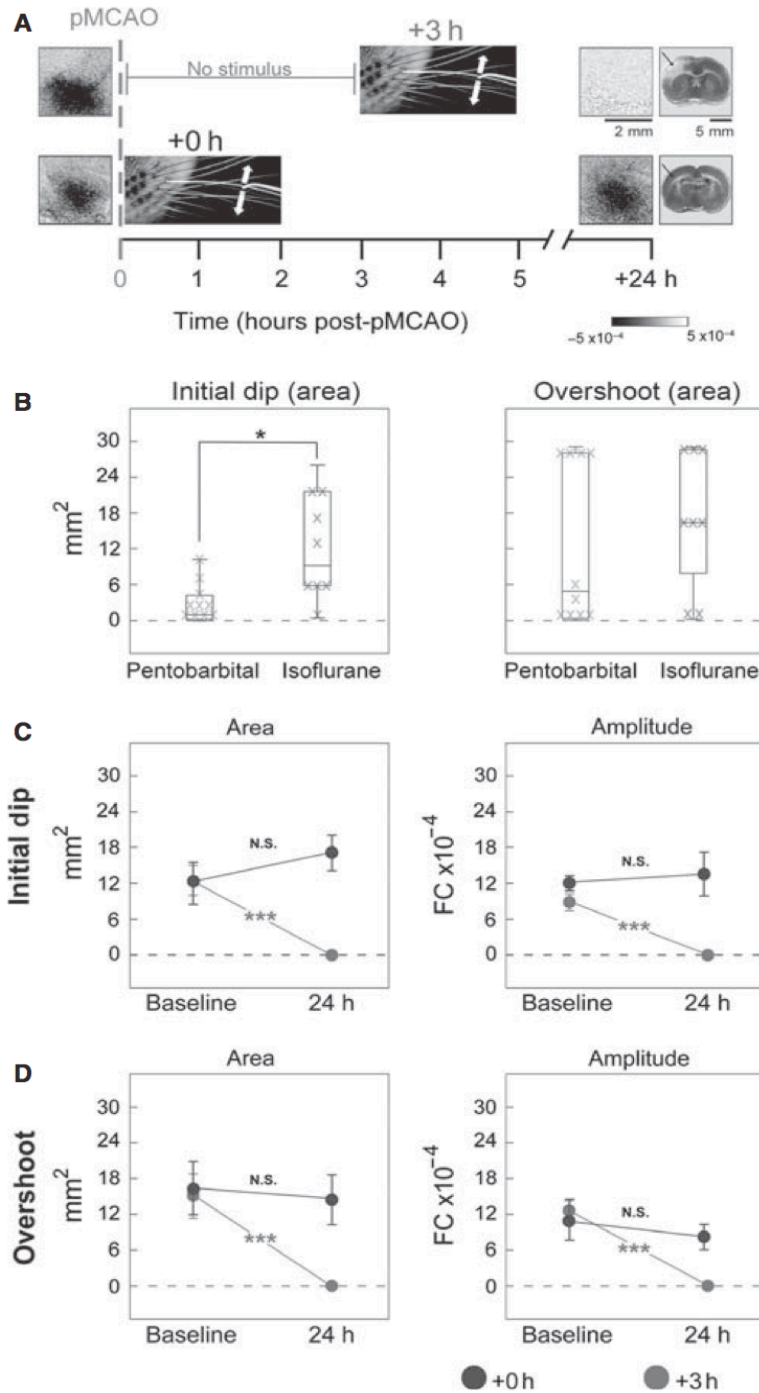 A
pMCAO
+3 h
No stimulus
2 mm 5 mm
+0 h
0 1 2 3 4 5 +24 h
Time (hours post-pMCAO)
−5 x10⁻⁴ 5 x10⁻⁴
B
Initial dip (area) Overshoot (area)
*
mm²
30
24
18
12
6
0
Pentobarbital Isoflurane Pentobarbital Isoflurane
C
Initial dip
Area Amplitude
mm²
30
24
18
12
6
0
N.S.
***
Baseline 24 h
FC x10⁻⁴
30
24
18
12
6
0
N.S.
***
Baseline 24 h
D
Overshoot
Area Amplitude
mm²
30
24
18
12
6
0
N.S.
***
Baseline 24 h
FC x10⁻⁴
30
24
18
12
6
0
N.S.
***
Baseline 24 h
+0 h +3 h